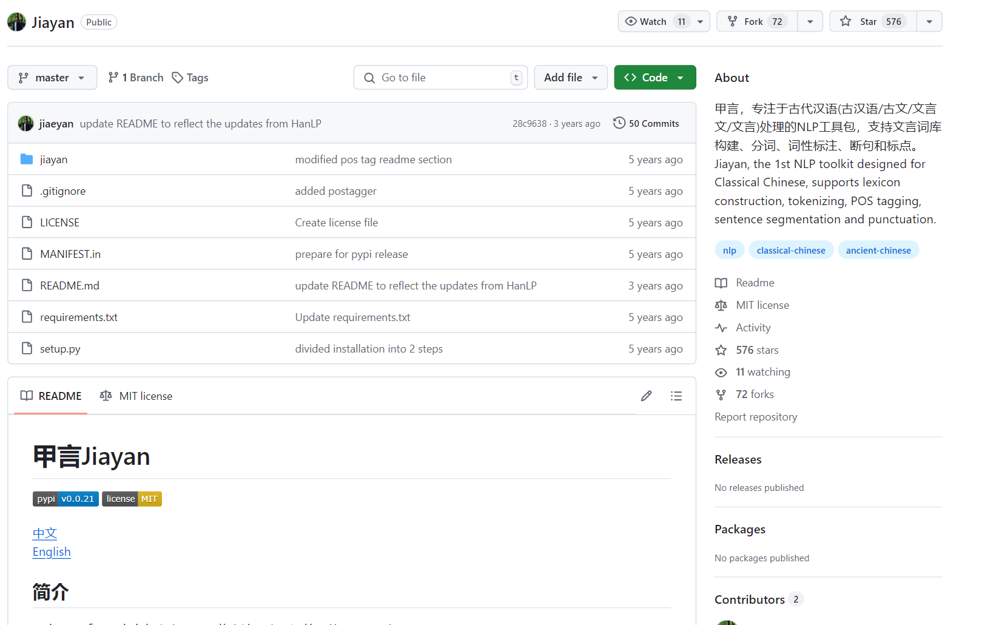 Jiayan Public Watch 11 Fork 72 Star 576
master 1 Branch Tags Go to file t Add file Code
jiaeyan update README to reflect the updates from HanLP 28c9638 · 3 years ago 50 Commits
jiayan modified pos tag readme section 5 years ago
.gitignore added postagger 5 years ago
LICENSE Create license file 5 years ago
MANIFEST.in prepare for pypi release 5 years ago
README.md update README to reflect the updates from HanLP 3 years ago
requirements.txt Update requirements.txt 5 years ago
setup.py divided installation into 2 steps 5 years ago
README MIT license
甲言Jiayan
pypi v0.0.21 license MIT
中文
English
简介
About
甲言，专注于古代汉语(古汉语/古文/文言
文/文言)处理的NLP工具包，支持文言词库
构建、分词、词性标注、断句和标点。
Jiayan, the 1st NLP toolkit designed for
Classical Chinese, supports lexicon
construction, tokenizing, POS tagging,
sentence segmentation and punctuation.
nlp classical-chinese ancient-chinese
Readme
MIT license
Activity
576 stars
11 watching
72 forks
Report repository
Releases
No releases published
Packages
No packages published
Contributors 2